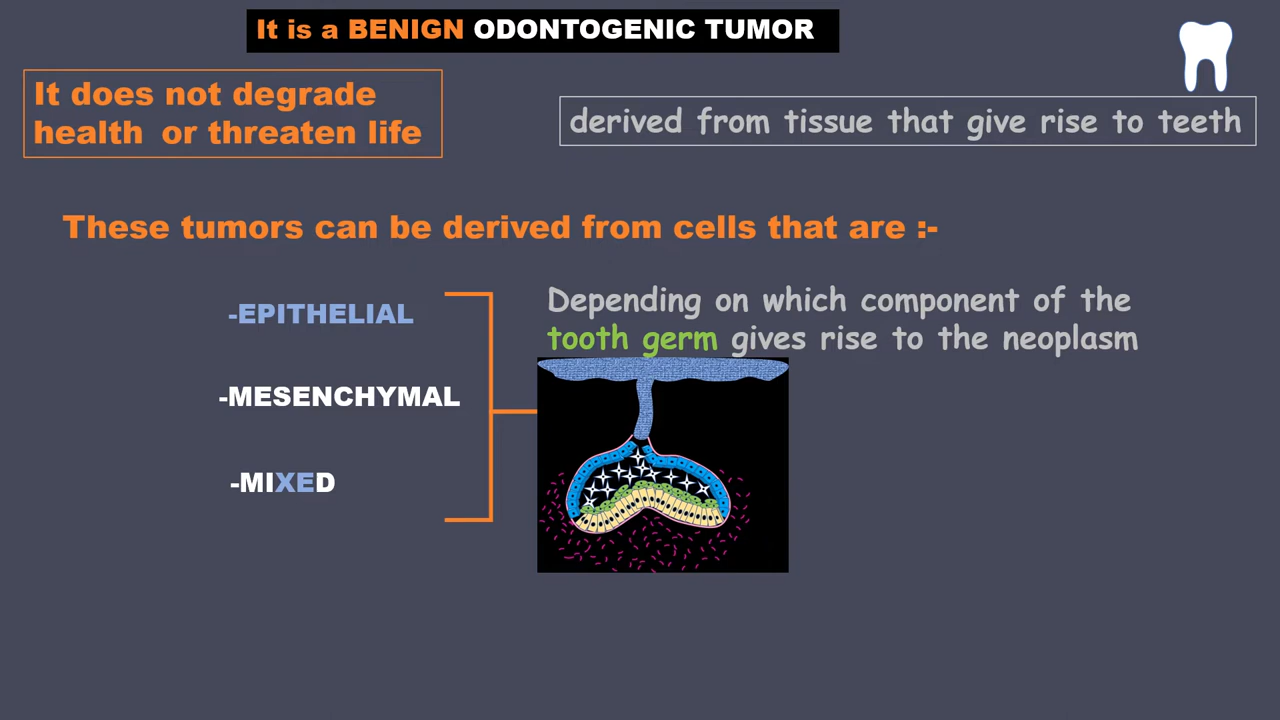 It is a BENIGN ODONTOGENIC TUMOR
It does not degrade
health or threaten life
derived from tissue that give rise to teeth
These tumors can be derived from cells that are :-
-EPITHELIAL
-MESENCHYMAL
-MIXED
Depending on which component of the
tooth germ gives rise to the neoplasm